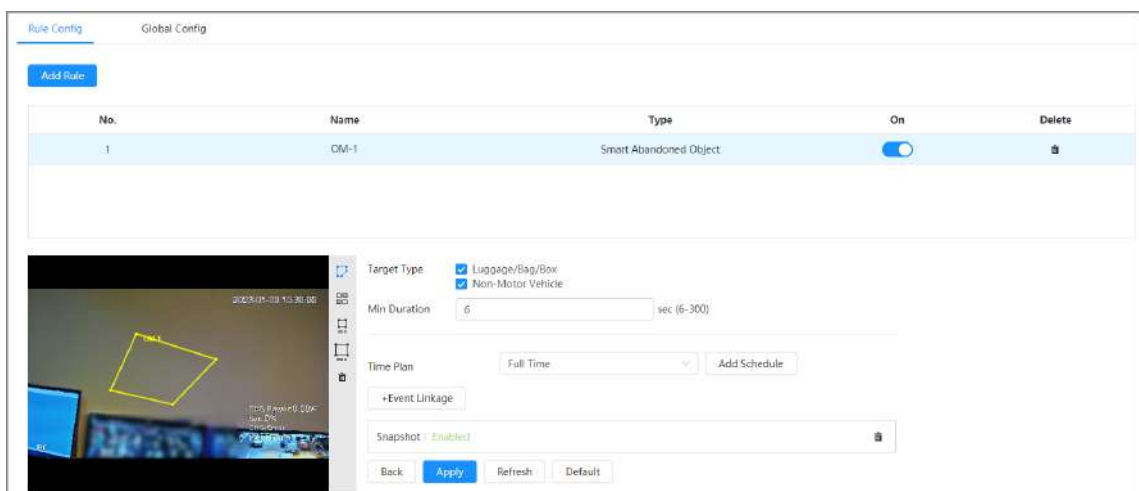 Rule Config Global Config
Add Rule
No. Name Type On Delete
1 OM-1 Smart Abandoned Object
Target Type Luggage/Bag/Box
Non-Motor Vehicle
Min Duration 6 sec (6-300)
Time Plan Full Time Add Schedule
+Event Linkage
Snapshot : Enabled
Back Apply Refresh Default
OM-1